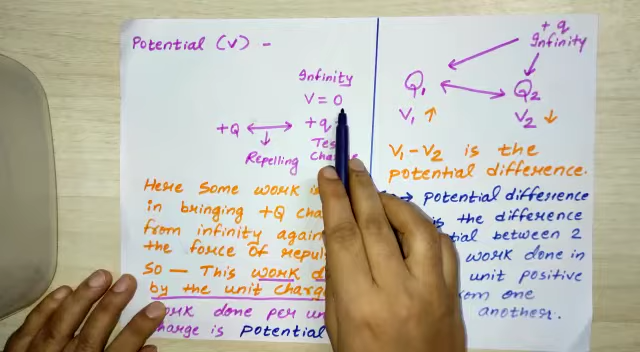 Potential (V) -
Infinity
V = 0
+Q +q
Test
Repelling Charge
Here some work is
in bringing +Q cha
from infinity again
the force of repul
So - This work d
by the unit charg
work done per un
charge is potential
+q
Infinity
Q1 Q2
V1 ↑ V2 ↓
V1-V2 is the
potential difference.
→ potential difference
is the difference
tial between 2
work done in
unit positive
from one
another.